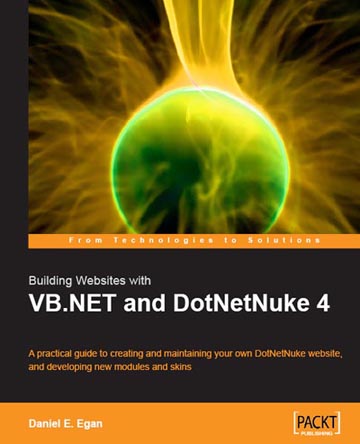 From Technologies to Solutions
Building Websites with
VB.NET and DotNetNuke 4
A practical guide to creating and maintaining your own DotNetNuke website,
and developing new modules and skins
Daniel E. Egan
PACKT
PUBLISHING